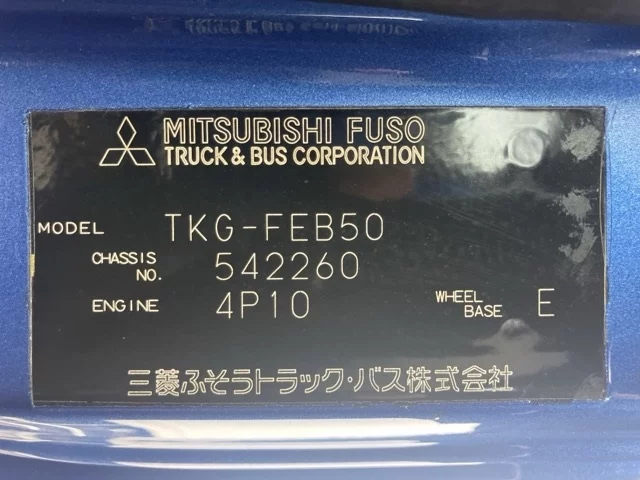 MITSUBISHI FUSO
TRUCK & BUS CORPORATION
MODEL TKG-FEB50
CHASSIS NO. 542260
ENGINE 4P10 WHEEL BASE E
三菱ふそうトラック・バス株式会社